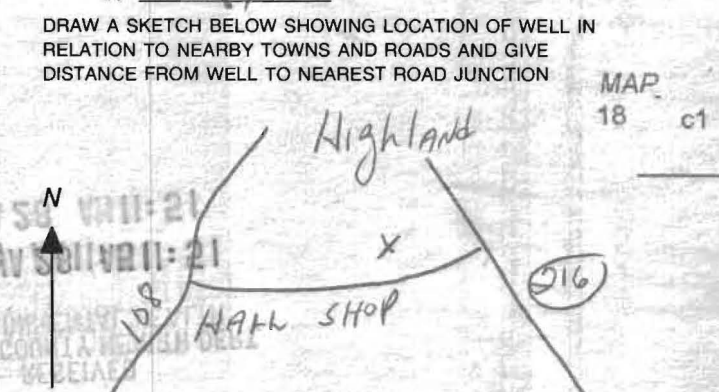 DRAW A SKETCH BELOW SHOWING LOCATION OF WELL IN
RELATION TO NEARBY TOWNS AND ROADS AND GIVE
DISTANCE FROM WELL TO NEAREST ROAD JUNCTION
MAP
18 c1
Highland
N
X
216
108
HALL SHOP